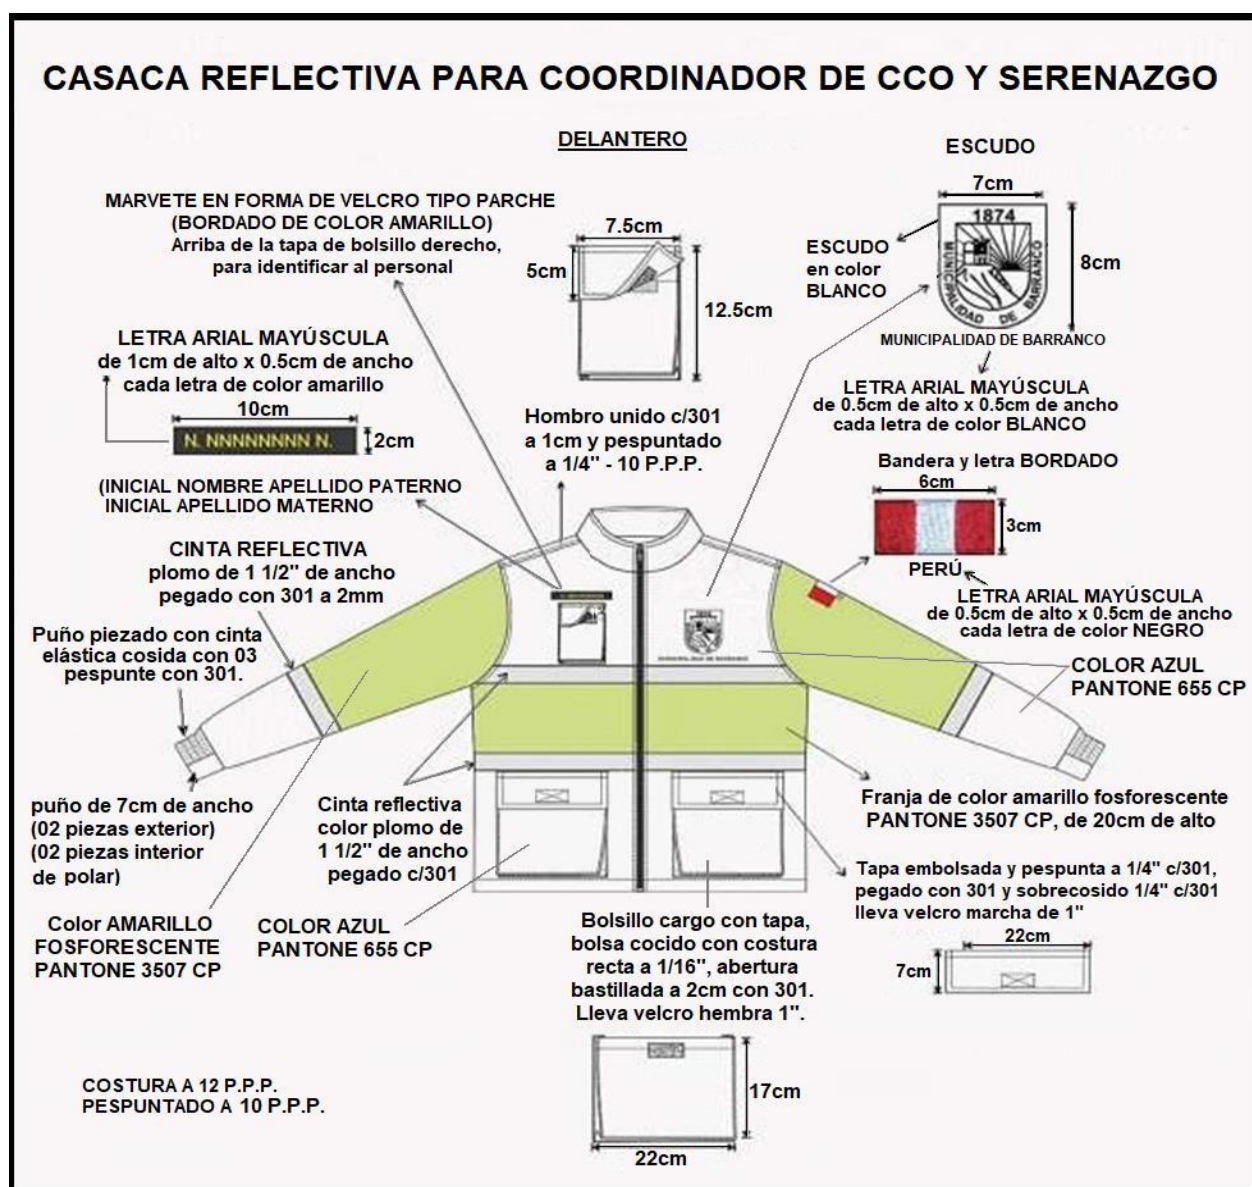 CASACA REFLECTIVA PARA COORDINADOR DE CCO Y SERENAZGO
DELANTERO
MARVETE EN FORMA DE VELCRO TIPO PARCHE
(BORDADO DE COLOR AMARILLO)
Arriba de la tapa de bolsillo derecho,
para identificar al personal
7.5cm
5cm
12.5cm
ESCUDO
7cm
8cm
1874
MUNICIPALIDAD DE BARRANCO
ESCUDO
en color
BLANCO
MUNICIPALIDAD DE BARRANCO
LETRA ARIAL MAYÚSCULA
de 0.5cm de alto x 0.5cm de ancho
cada letra de color BLANCO
LETRA ARIAL MAYÚSCULA
de 1cm de alto x 0.5cm de ancho
cada letra de color amarillo
10cm
N. NNNNNNNN N.
2cm
Hombro unido c/301
a 1cm y pespuntado
a 1/4" - 10 P.P.P.
Bandera y letra BORDADO
6cm
3cm
PERÚ
LETRA ARIAL MAYÚSCULA
de 0.5cm de alto x 0.5cm de ancho
cada letra de color NEGRO
(INICIAL NOMBRE APELLIDO PATERNO
INICIAL APELLIDO MATERNO
CINTA REFLECTIVA
plomo de 1 1/2" de ancho
pegado con 301 a 2mm
Puño piezado con cinta
elástica cosida con 03
pespunte con 301.
1874
MUNICIPALIDAD DE BARRANCO
COLOR AZUL
PANTONE 655 CP
puño de 7cm de ancho
(02 piezas exterior)
(02 piezas interior
de polar)
Cinta reflectiva
color plomo de
1 1/2" de ancho
pegado c/301
Franja de color amarillo fosforescente
PANTONE 3507 CP, de 20cm de alto
Tapa embolsada y pespunta a 1/4" c/301,
pegado con 301 y sobrecosido 1/4" c/301
lleva velcro marcha de 1"
22cm
7cm
Color AMARILLO
FOSFORESCENTE
PANTONE 3507 CP
COLOR AZUL
PANTONE 655 CP
Bolsillo cargo con tapa,
bolsa cocido con costura
recta a 1/16", abertura
bastillada a 2cm con 301.
Lleva velcro hembra 1".
17cm
22cm
COSTURA A 12 P.P.P.
PESPUNTADO A 10 P.P.P.